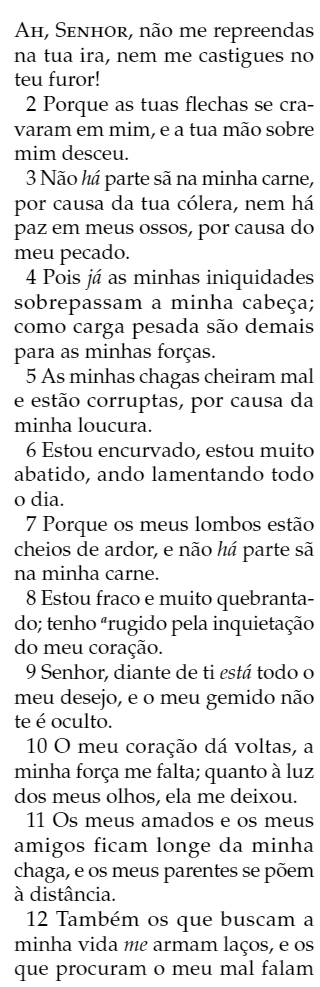 AH, SENHOR, não me repreendas
na tua ira, nem me castigues no
teu furor!
2 Porque as tuas flechas se cra-
varam em mim, e a tua mão sobre
mim desceu.
3 Não há parte sã na minha carne,
por causa da tua cólera, nem há
paz em meus ossos, por causa do
meu pecado.
4 Pois já as minhas iniquidades
sobrepassam a minha cabeça;
como carga pesada são demais
para as minhas forças.
5 As minhas chagas cheiram mal
e estão corruptas, por causa da
minha loucura.
6 Estou encurvado, estou muito
abatido, ando lamentando todo
o dia.
7 Porque os meus lombos estão
cheios de ardor, e não há parte sã
na minha carne.
8 Estou fraco e muito quebranta-
do; tenho ᵃrugido pela inquietação
do meu coração.
9 Senhor, diante de ti está todo o
meu desejo, e o meu gemido não
te é oculto.
10 O meu coração dá voltas, a
minha força me falta; quanto à luz
dos meus olhos, ela me deixou.
11 Os meus amados e os meus
amigos ficam longe da minha
chaga, e os meus parentes se põem
à distância.
12 Também os que buscam a
minha vida me armam laços, e os
que procuram o meu mal falam